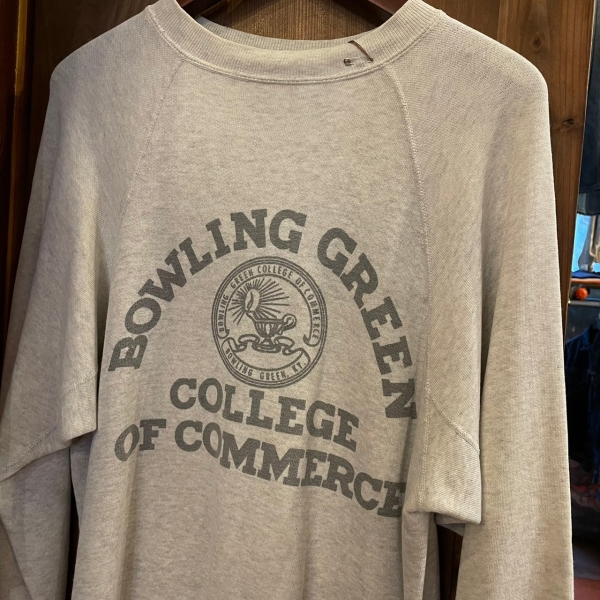 BOWLING GREEN
BOWLING GREEN COLLEGE OF COMMERCE
BOWLING GREEN, KY.
COLLEGE
OF COMMERCE